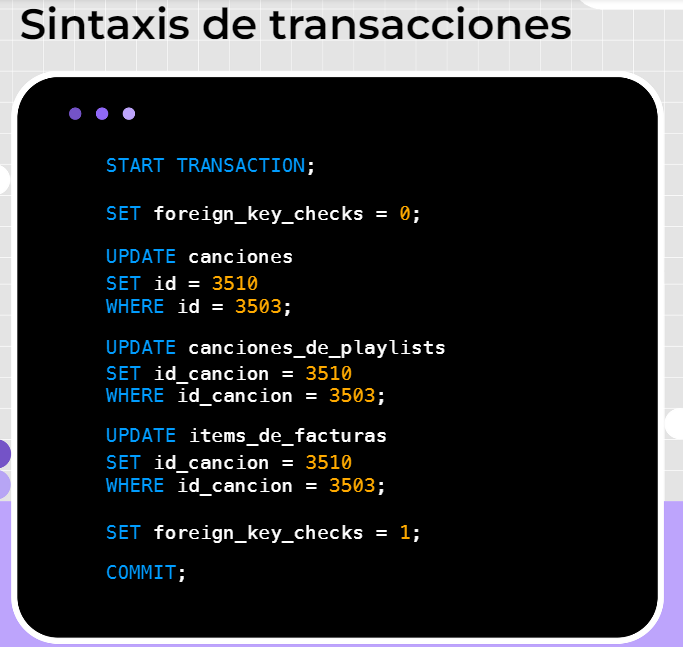 Sintaxis de transacciones
START TRANSACTION;
SET foreign_key_checks = 0;
UPDATE canciones
SET id = 3510
WHERE id = 3503;
UPDATE canciones_de_playlists
SET id_cancion = 3510
WHERE id_cancion = 3503;
UPDATE items_de_facturas
SET id_cancion = 3510
WHERE id_cancion = 3503;
SET foreign_key_checks = 1;
COMMIT;